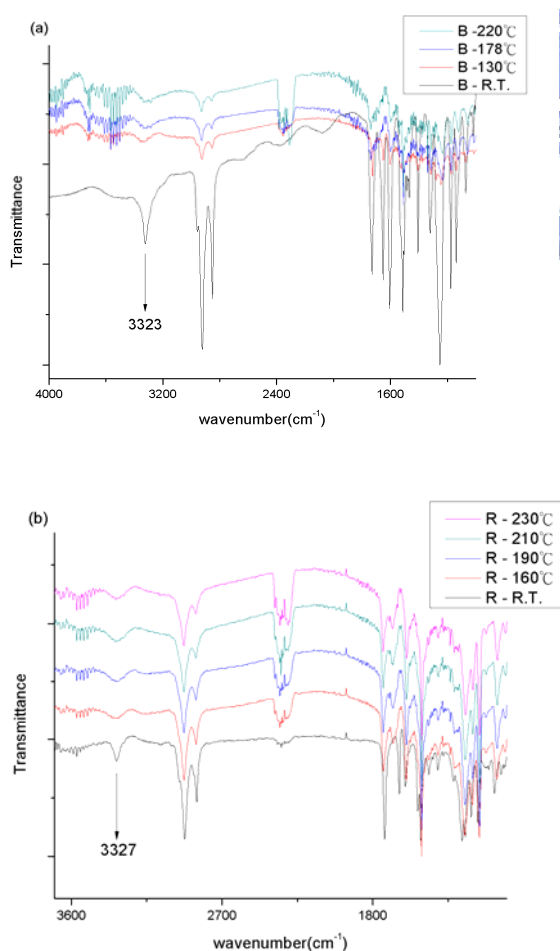 (a)
B -220℃
B -178℃
B -130℃
B - R.T.
Transmittance
3323
4000 3200 2400 1600
wavenumber(cm-1)
(b)
R - 230℃
R - 210℃
R - 190℃
R - 160℃
R - R.T.
Transmittance
3327
3600 2700 1800
wavenumber(cm-1)